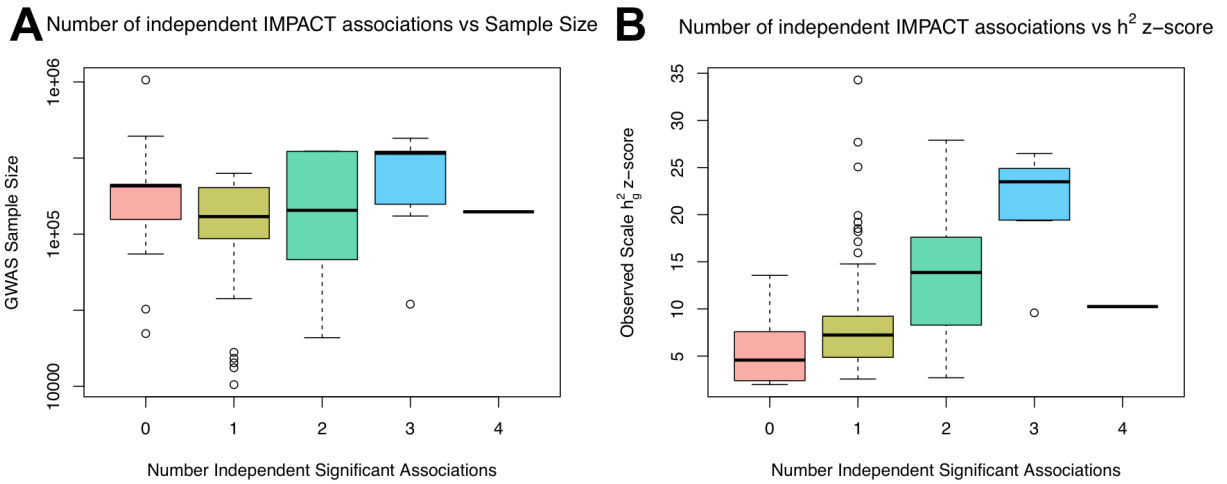 A Number of independent IMPACT associations vs Sample Size
GWAS Sample Size
1e+06
1e+05
10000
0 1 2 3 4
Number Independent Significant Associations
B Number of independent IMPACT associations vs h² z−score
Observed Scale h²g z−score
35
30
25
20
15
10
5
0 1 2 3 4
Number Independent Significant Associations